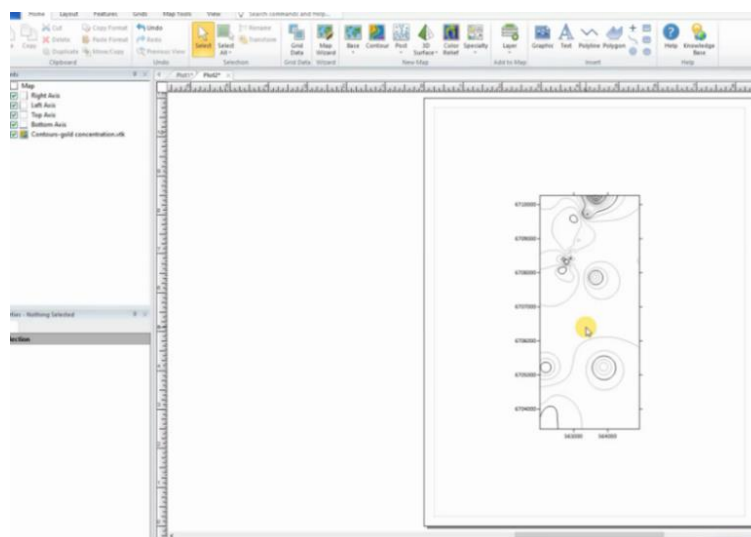 Home Layout Features Grids Map Tools View Search commands and Help...
Copy
Cut
Delete
Duplicate
Copy Format
Paste Format
Move/Copy
Clipboard
Undo
Redo
Previous View
Undo
Select
Select All
Rename
Transform
Selection
Grid Data
Grid Data
Map Wizard
Wizard
Base
Contour
Post
3D Surface
Color Relief
Specialty
New Map
Layer
Add to Map
Graphic
Text
Polyline
Polygon
Insert
Help
Knowledge Base
Help
Plot1*
Plot2*
Map
Right Axis
Left Axis
Top Axis
Bottom Axis
Contours-gold concentration.vtk
- Nothing Selected
6710000
6709000
6708000
6707000
6706000
6705000
6704000
563000 564000